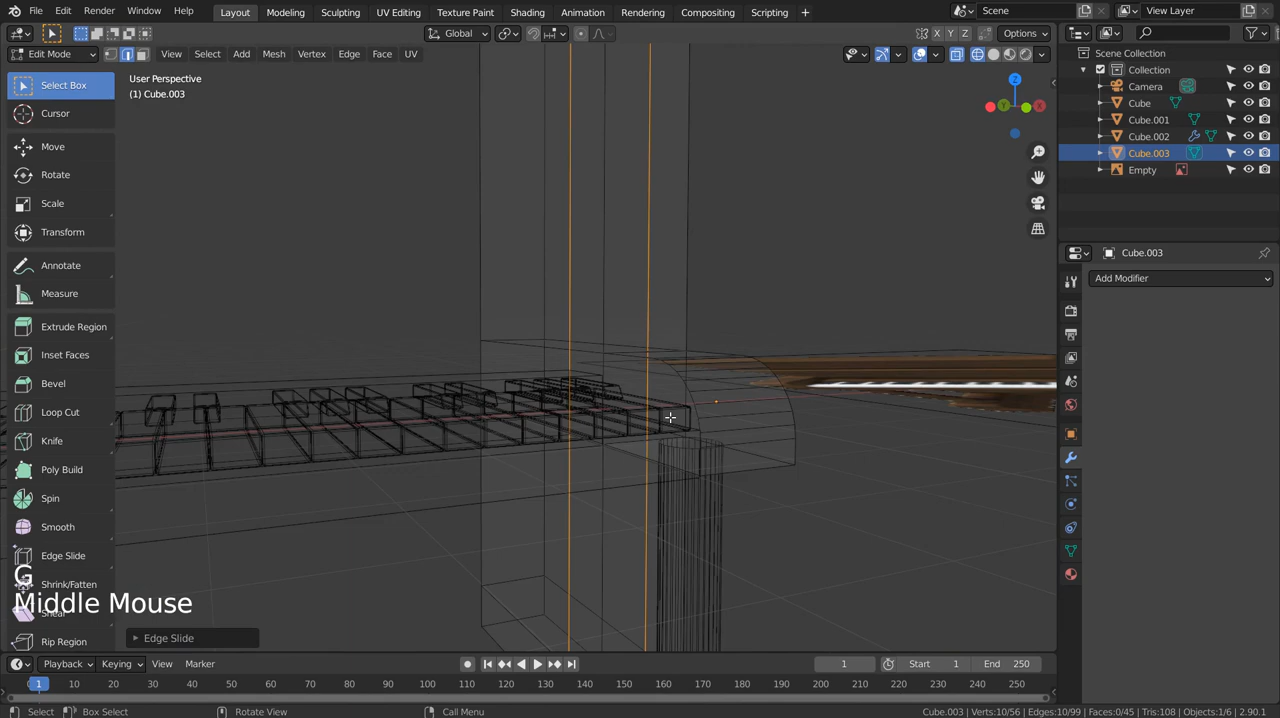 File Edit Render Window Help Layout Modeling Sculpting UV Editing Texture Paint Shading Animation Rendering Compositing Scripting + Scene View Layer
Global Options
Edit Mode View Select Add Mesh Vertex Edge Face UV X Y Z
Select Box
Cursor
Move
Rotate
Scale
Transform
Annotate
Measure
Extrude Region
Inset Faces
Bevel
Loop Cut
Knife
Poly Build
Spin
Smooth
Edge Slide
Shrink/Fatten
Shear
Rip Region
User Perspective
(1) Cube.003
Z
Y
X
G
Middle Mouse
Edge Slide
Scene Collection
Collection
Camera
Cube
Cube.001
Cube.002
Cube.003
Empty
Cube.003
Add Modifier
Playback Keying View Marker 1 Start 1 End 250
1 10 20 30 40 50 60 70 80 90 100 110 120 130 140 150 160 170 180 190 200 210 220 230 240 250
Select Box Select Rotate View Call Menu Cube.003 | Verts:10/56 | Edges:10/99 | Faces:0/45 | Tris:108 | Objects:1/6 | 2.90.1